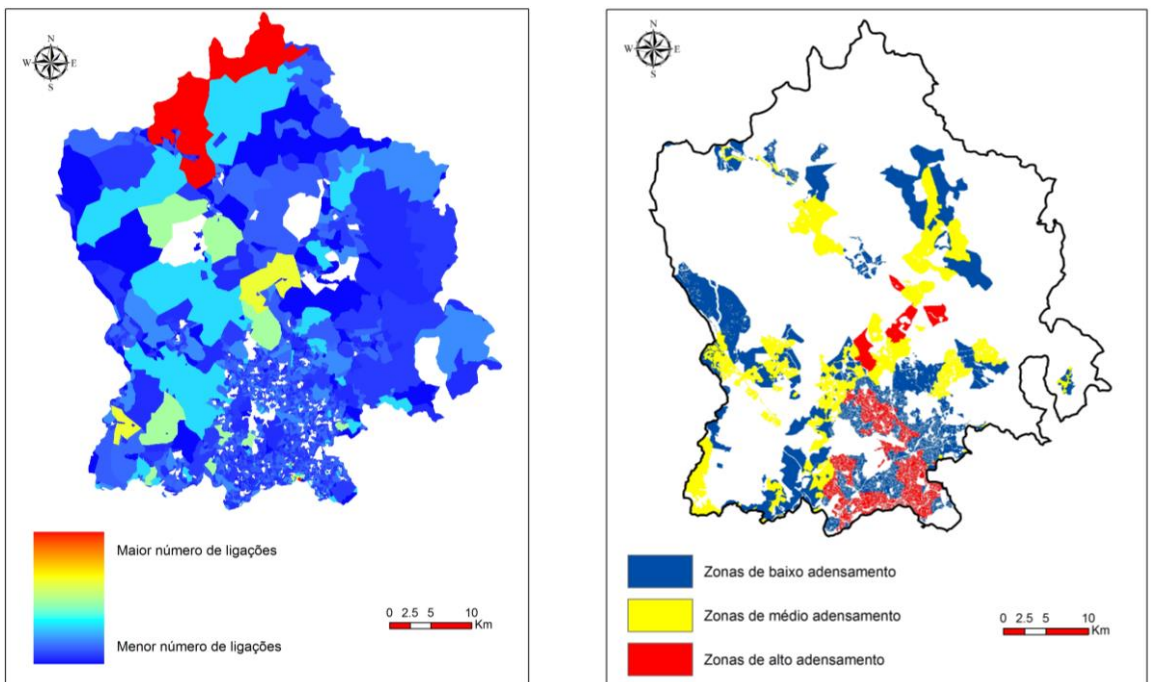 N
W E
S
Maior número de ligações
Menor número de ligações
0 2.5 5 10
Km
N
W E
S
Zonas de baixo adensamento
Zonas de médio adensamento
Zonas de alto adensamento
0 2.5 5 10
Km